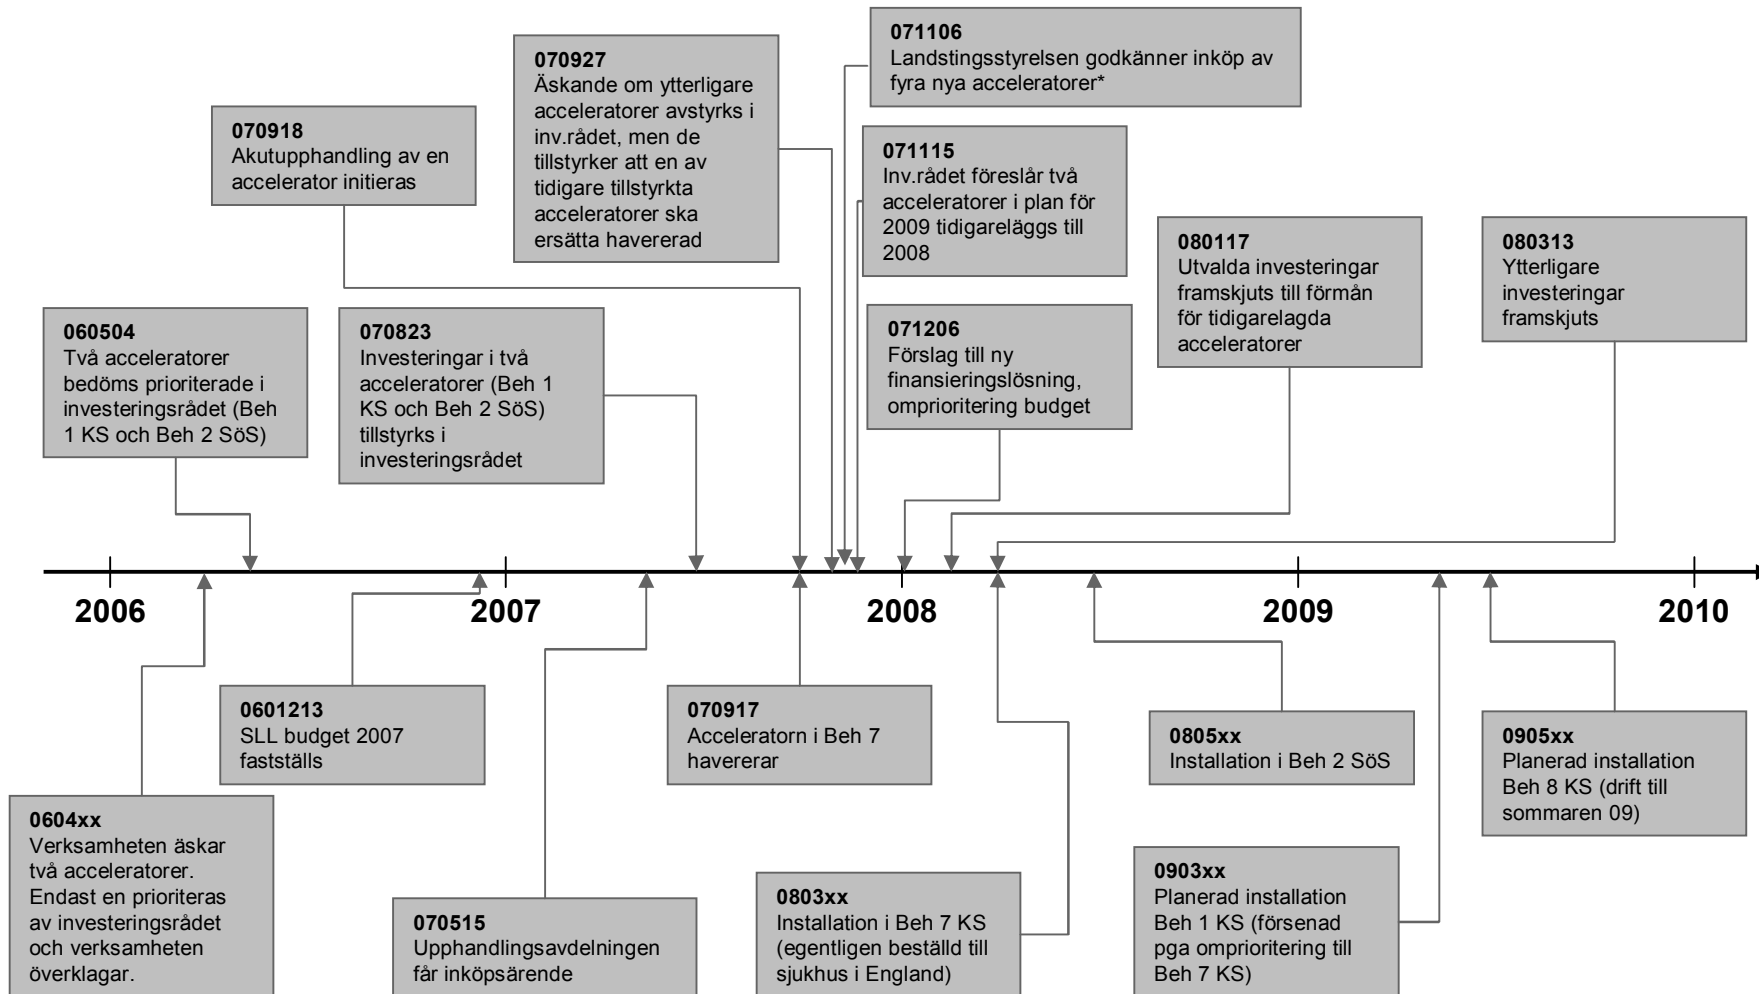 071106
Landstingsstyrelsen godkänner inköp av
fyra nya acceleratorer*
070927
Äskande om ytterligare
acceleratorer avstyrks i
inv.rådet, men de
tillstyrker att en av
tidigare tillstyrkta
acceleratorer ska
ersätta havererad
070918
Akutupphandling av en
accelerator initieras
071115
Inv.rådet föreslår två
acceleratorer i plan för
2009 tidigareläggs till
2008
080117
Utvalda investeringar
framskjuts till förmån
för tidigarelagda
acceleratorer
080313
Ytterligare
investeringar
framskjuts
060504
Två acceleratorer
bedöms prioriterade i
investeringsrådet (Beh
1 KS och Beh 2 SöS)
070823
Investeringar i två
acceleratorer (Beh 1
KS och Beh 2 SöS)
tillstyrks i
investeringsrådet
071206
Förslag till ny
finansieringslösning,
omprioritering budget
2006
2007
2008
2009
2010
0601213
SLL budget 2007
fastställs
070917
Acceleratorn i Beh 7
havererar
0805xx
Installation i Beh 2 SöS
0905xx
Planerad installation
Beh 8 KS (drift till
sommaren 09)
0604xx
Verksamheten äskar
två acceleratorer.
Endast en prioriteras
av investeringsrådet
och verksamheten
överklagar.
070515
Upphandlingsavdelningen
får inköpsärende
0803xx
Installation i Beh 7 KS
(egentligen beställd till
sjukhus i England)
0903xx
Planerad installation
Beh 1 KS (försenad
pga omprioritering till
Beh 7 KS)